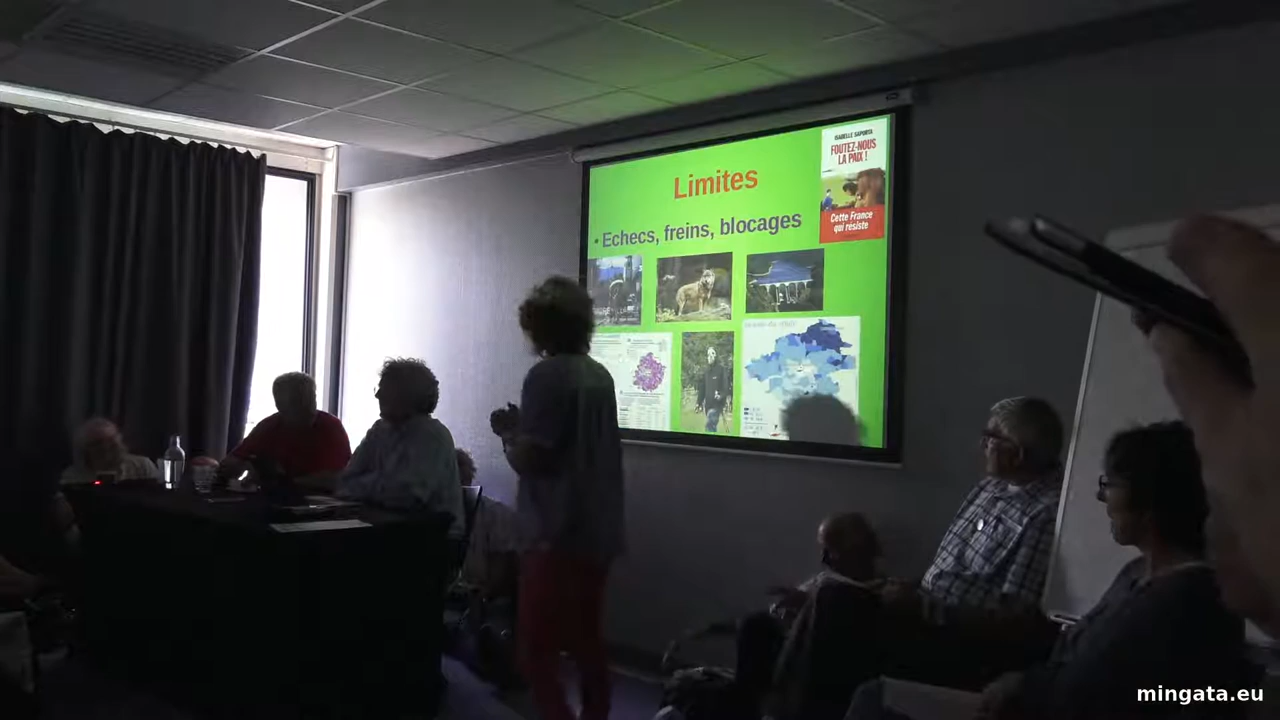 ISABELLE SAPORTA
FOUTEZ-NOUS
LA PAIX !
Limites
Cette France
qui résiste
• Echecs, freins, blocages
mingata.eu